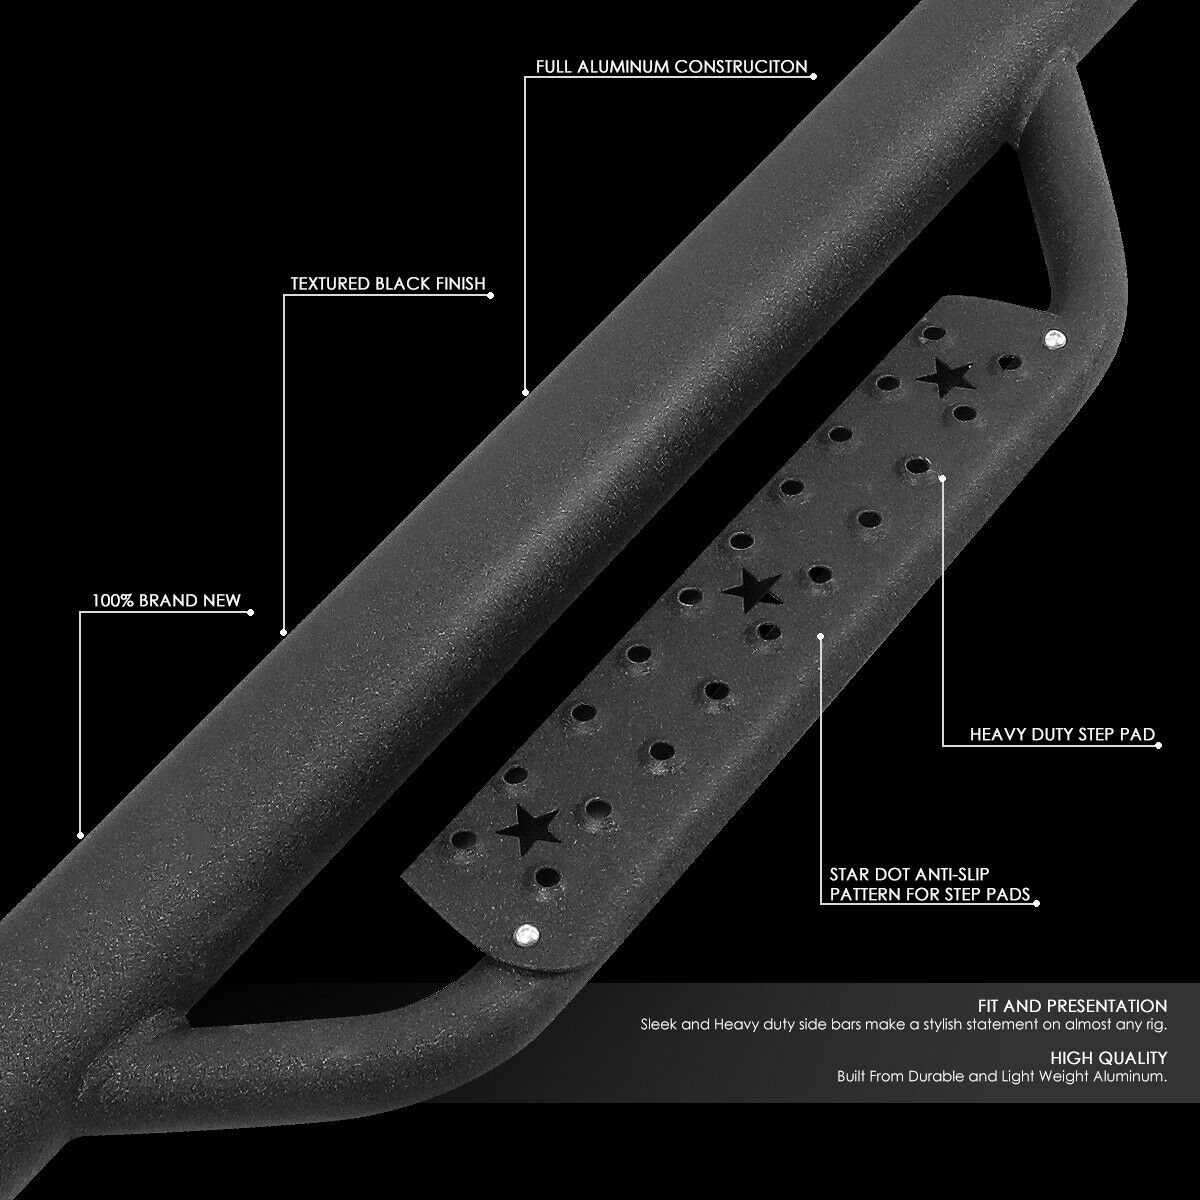 FULL ALUMINUM CONSTRUCITON
TEXTURED BLACK FINISH
100% BRAND NEW
HEAVY DUTY STEP PAD
STAR DOT ANTI-SLIP
PATTERN FOR STEP PADS
FIT AND PRESENTATION
Sleek and Heavy duty side bars make a stylish statement on almost any rig.
HIGH QUALITY
Built From Durable and Light Weight Aluminum.